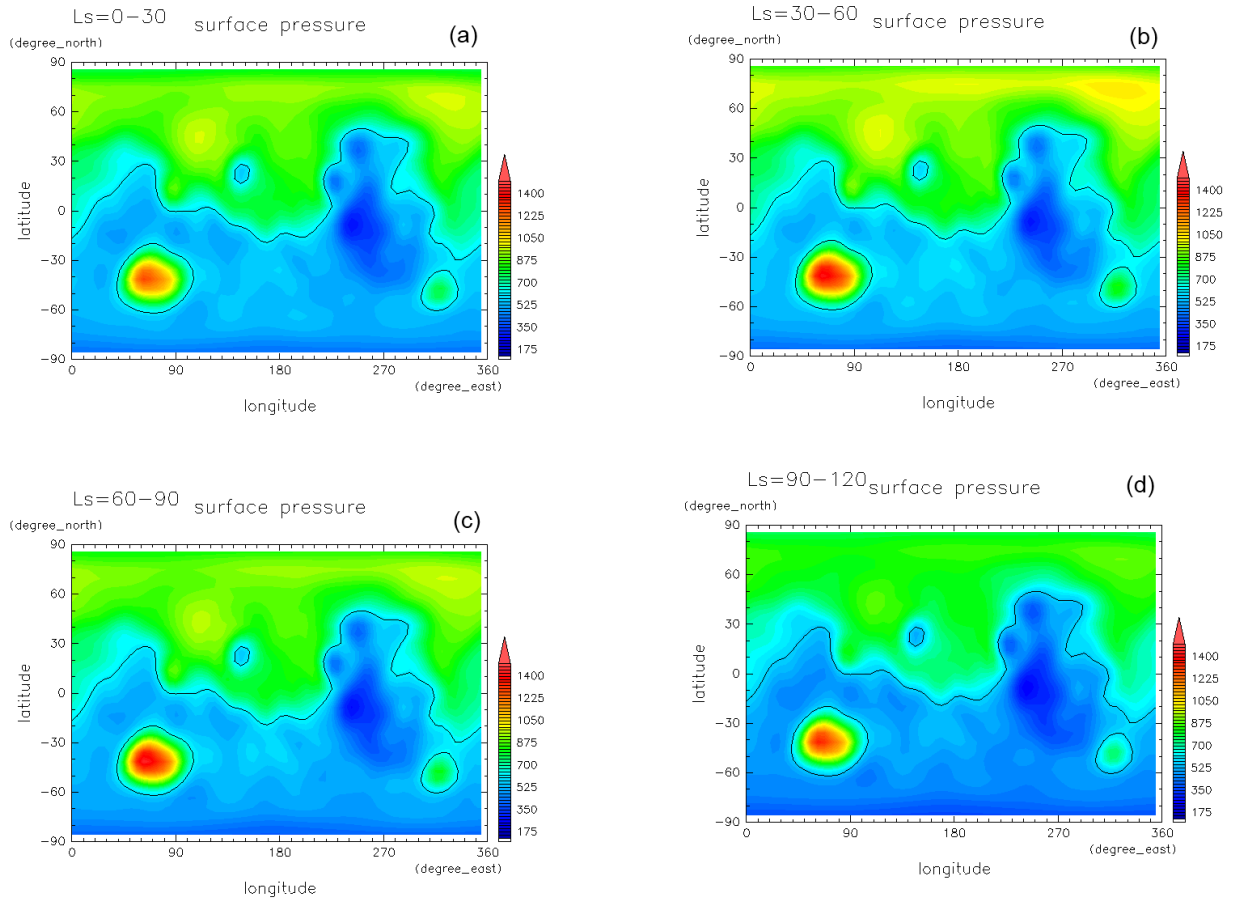 Ls=0−30 surface pressure (a)
(degree_north)
90
60
30
0
−30
−60
−90
latitude
0 90 180 270 360
(degree_east)
longitude
1400
1225
1050
875
700
525
350
175
Ls=30−60 surface pressure (b)
(degree_north)
90
60
30
0
−30
−60
−90
latitude
0 90 180 270 360
(degree_east)
longitude
1400
1225
1050
875
700
525
350
175
Ls=60−90 surface pressure (c)
(degree_north)
90
60
30
0
−30
−60
−90
latitude
0 90 180 270 360
(degree_east)
longitude
1400
1225
1050
875
700
525
350
175
Ls=90−120 surface pressure (d)
(degree_north)
90
60
30
0
−30
−60
−90
latitude
0 90 180 270 360
(degree_east)
longitude
1400
1225
1050
875
700
525
350
175